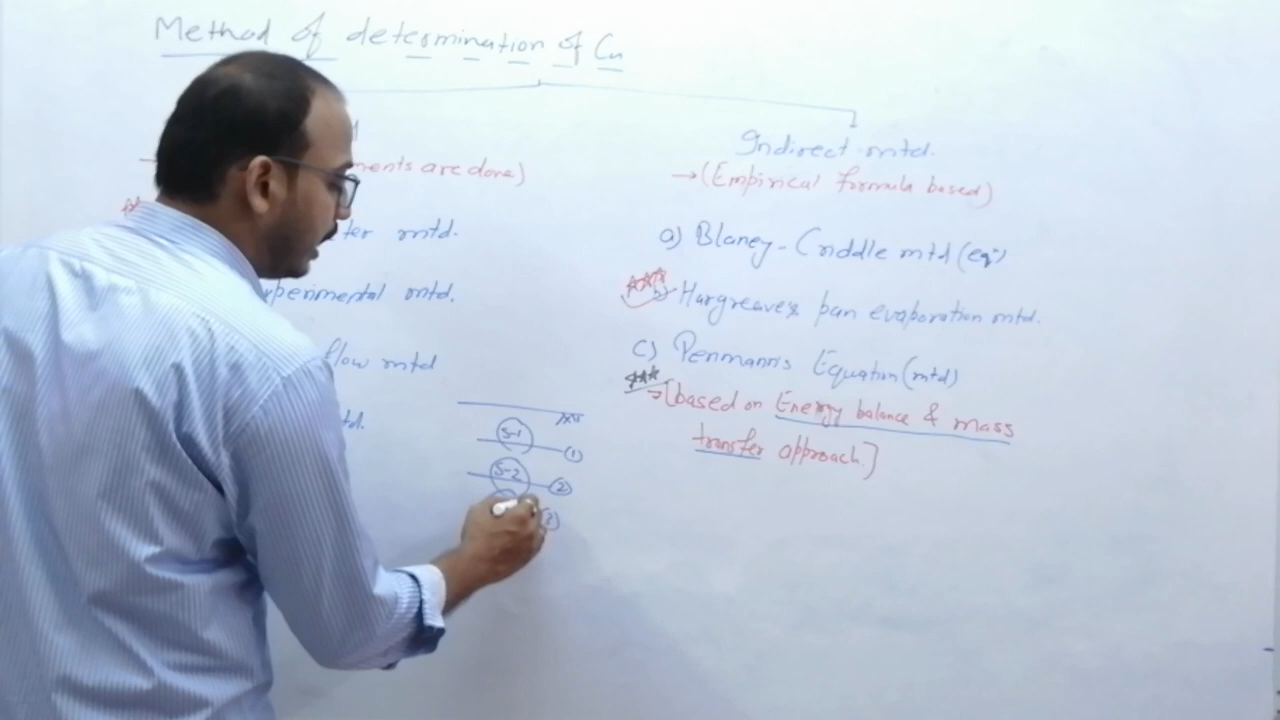 Method of determination of Cu
ments are done)
ter mtd.
perimental mtd.
flow mtd
td.
S-1
1
S-2
2
3
Indirect mtd.
→(Empirical formula based)
a) Blaney-Criddle mtd (eqn)
b) Hargreave's pan evaporation mtd.
c) Penmann's Equation (mtd)
→[based on Energy balance & mass
transfer approach]